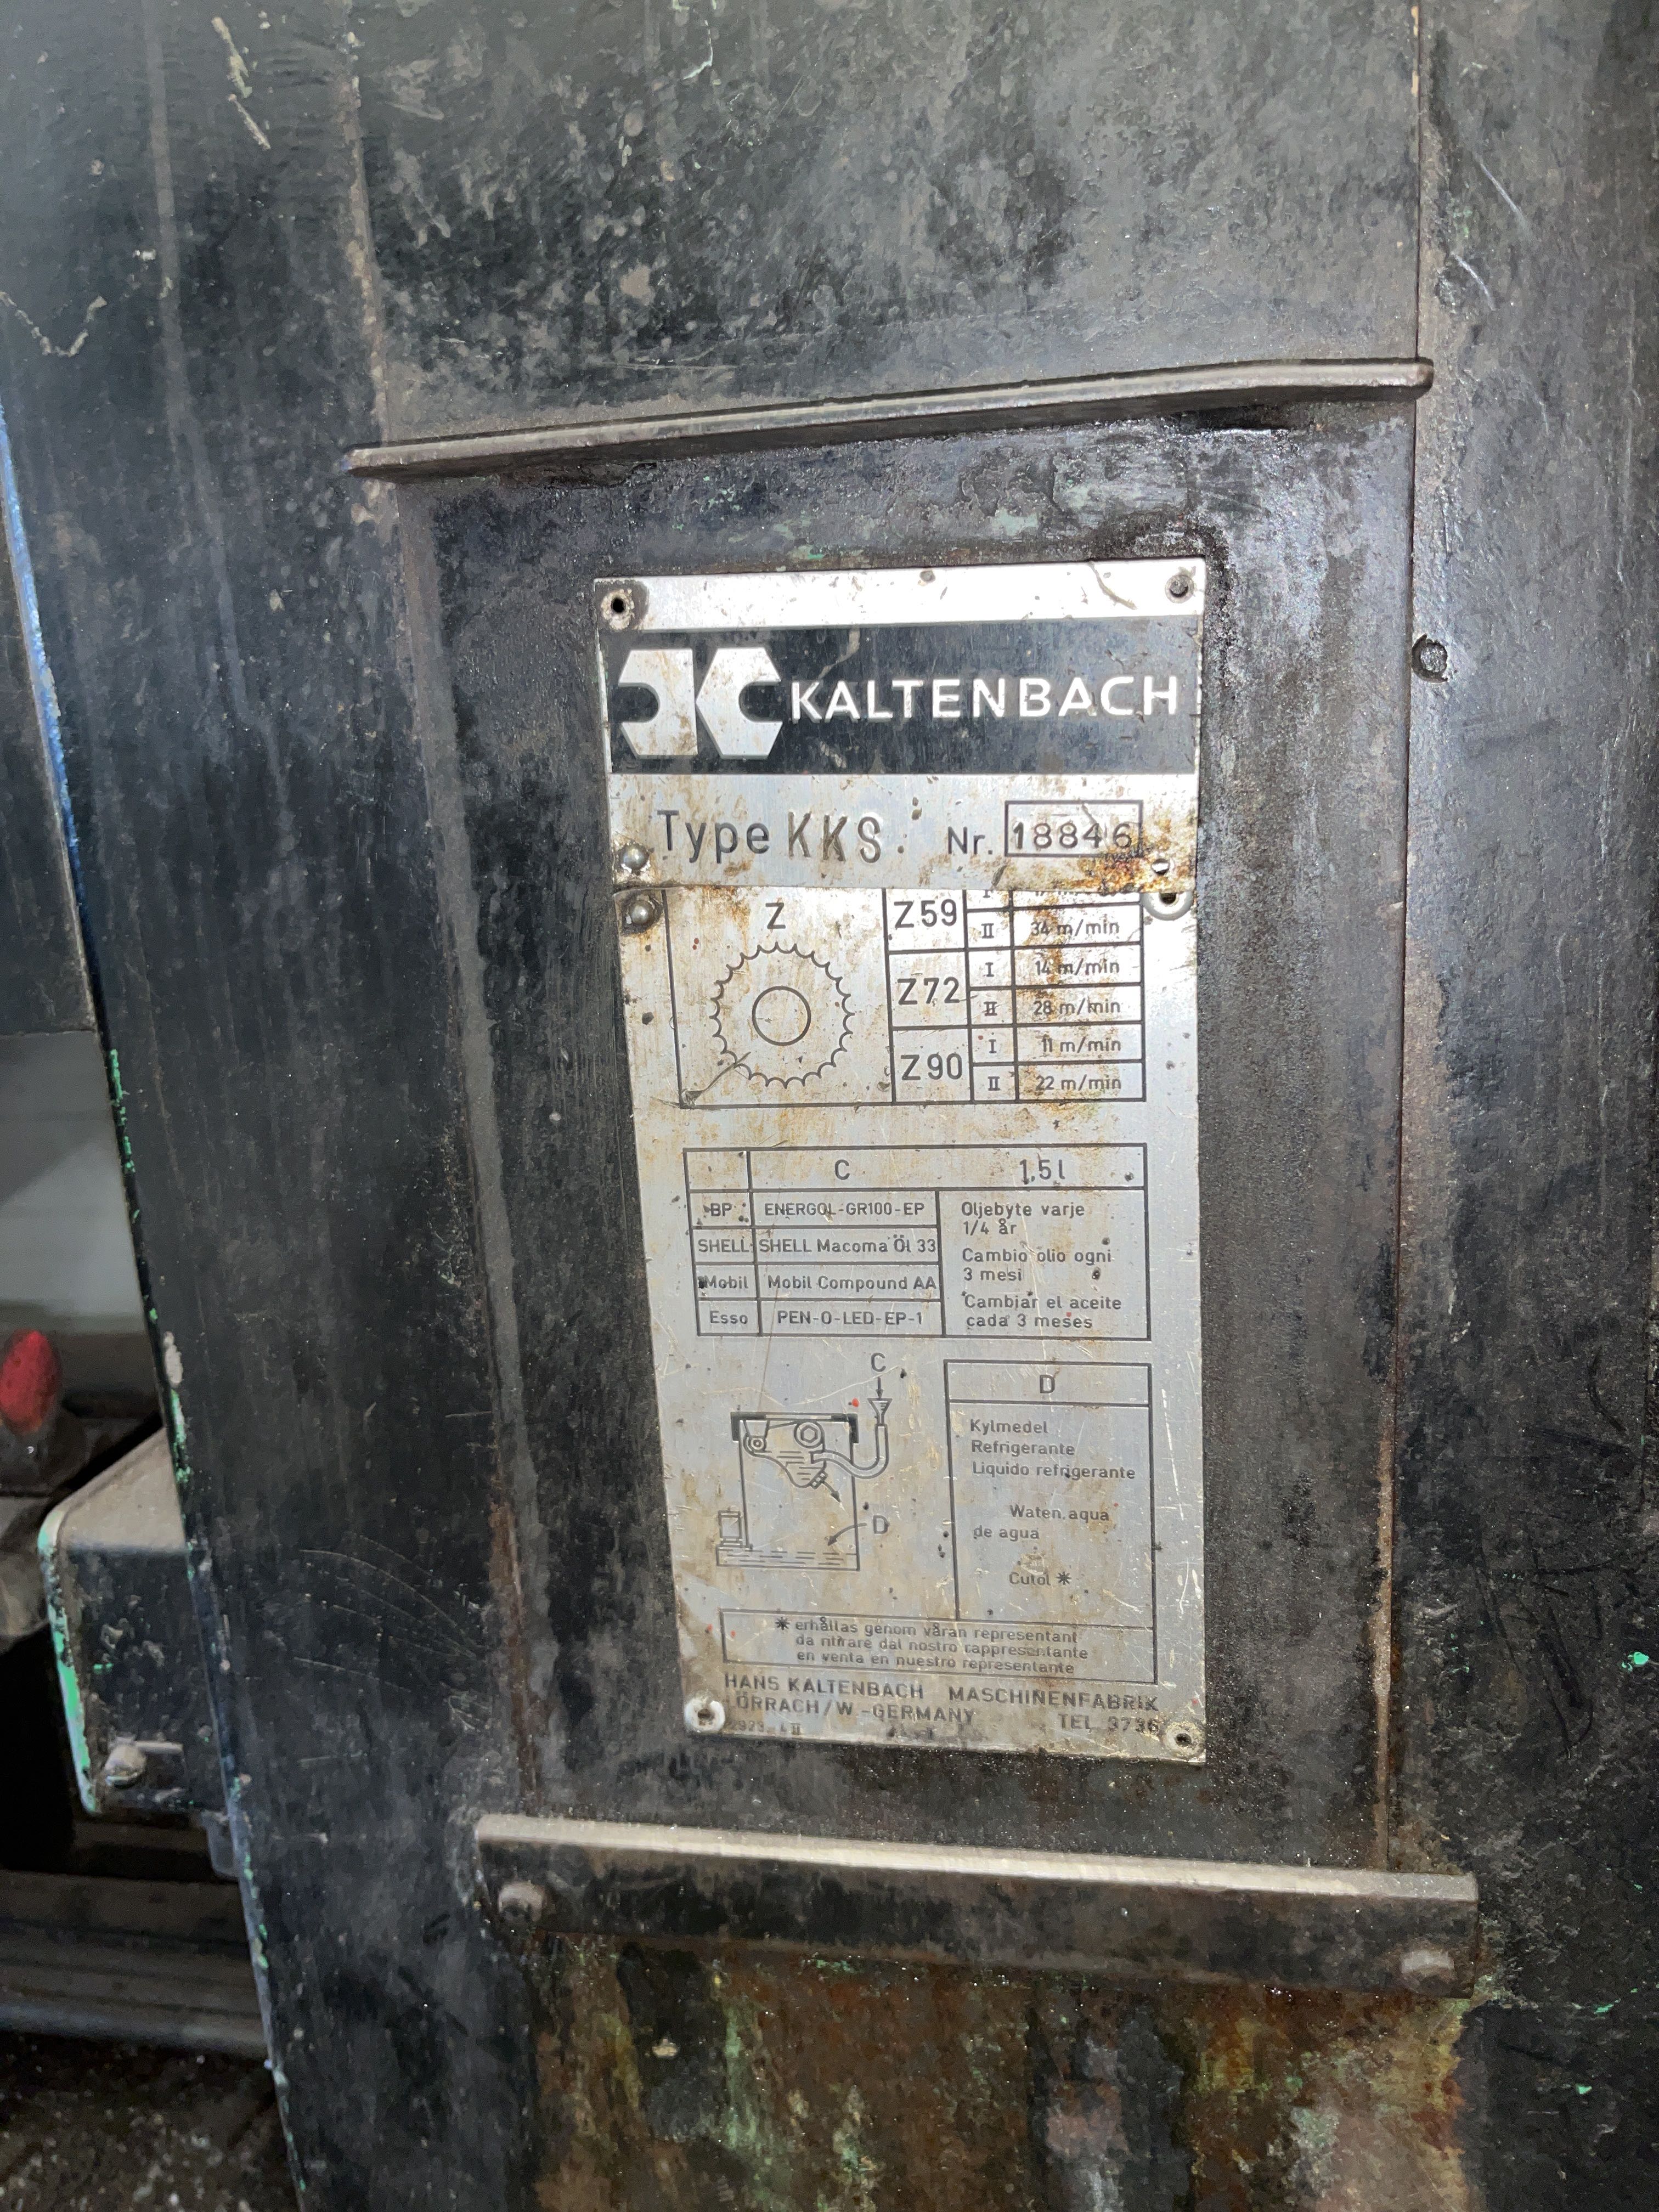 KALTENBACH
Type KKS. Nr. 18846
Z
Z59
II 34 m/min
Z72
I 14 m/min
II 28 m/min
Z90
I 11 m/min
II 22 m/min
C 1,5 l
BP ENERGOL-GR100-EP
SHELL SHELL Macoma Öl 33
Mobil Mobil Compound AA
Esso PEN-O-LED-EP-1
Oljebyte varje
1/4 år
Cambio olio ogni
3 mesi
Cambiar el aceite
cada 3 meses
C
D
D
Kylmedel
Refrigerante
Liquido refrigerante
aqua
de agua
Cutol *
* erhållas genom våran representant
da ritirare dal nostro rappresentante
en venta en nuestro representante
HANS KALTENBACH MASCHINENFABRIK
LÖRRACH/W.-GERMANY TEL. 3736